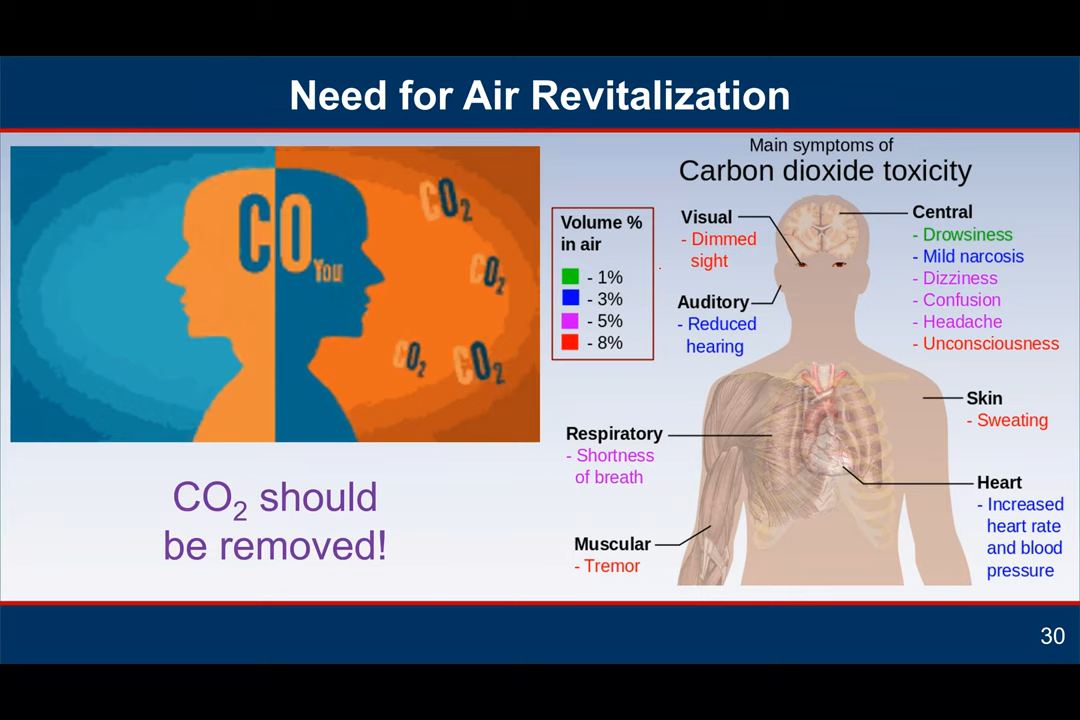 Need for Air Revitalization
CO
You
CO2
CO2
CO2
CO2
CO₂ should
be removed!
Main symptoms of
Carbon dioxide toxicity
Volume %
in air
- 1%
- 3%
- 5%
- 8%
Visual
- Dimmed
sight
Auditory
- Reduced
hearing
Respiratory
- Shortness
of breath
Muscular
- Tremor
Central
- Drowsiness
- Mild narcosis
- Dizziness
- Confusion
- Headache
- Unconsciousness
Skin
- Sweating
Heart
- Increased
heart rate
and blood
pressure
30